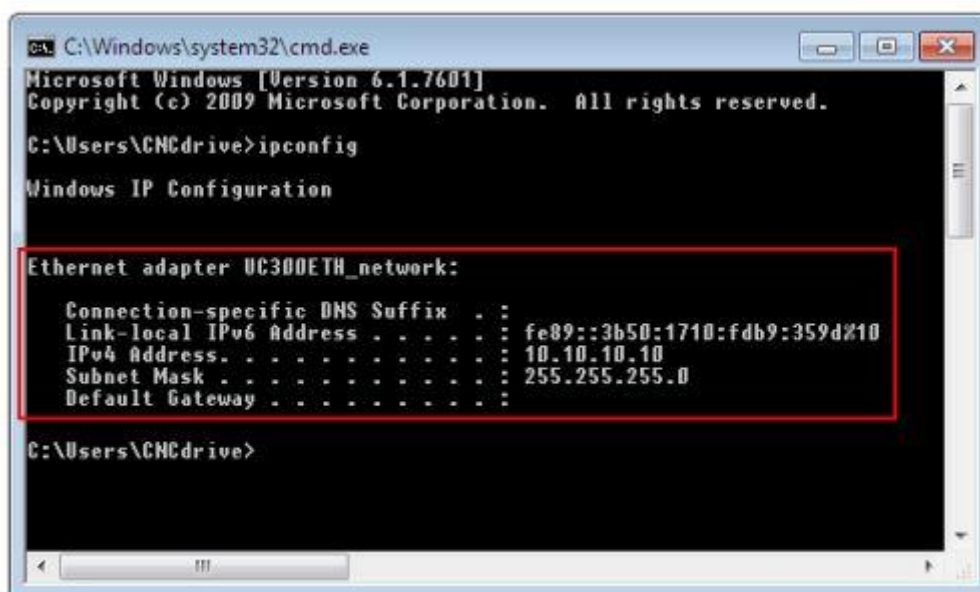 C:\Windows\system32\cmd.exe
Microsoft Windows [Version 6.1.7601]
Copyright (c) 2009 Microsoft Corporation.  All rights reserved.
C:\Users\CNCdrive>ipconfig
Windows IP Configuration
Ethernet adapter UC300ETH_network:
Connection-specific DNS Suffix  . :
Link-local IPv6 Address . . . . . : fe89::3b50:1710:fdb9:359d%10
IPv4 Address. . . . . . . . . . . : 10.10.10.10
Subnet Mask . . . . . . . . . . . : 255.255.255.0
Default Gateway . . . . . . . . . :
C:\Users\CNCdrive>